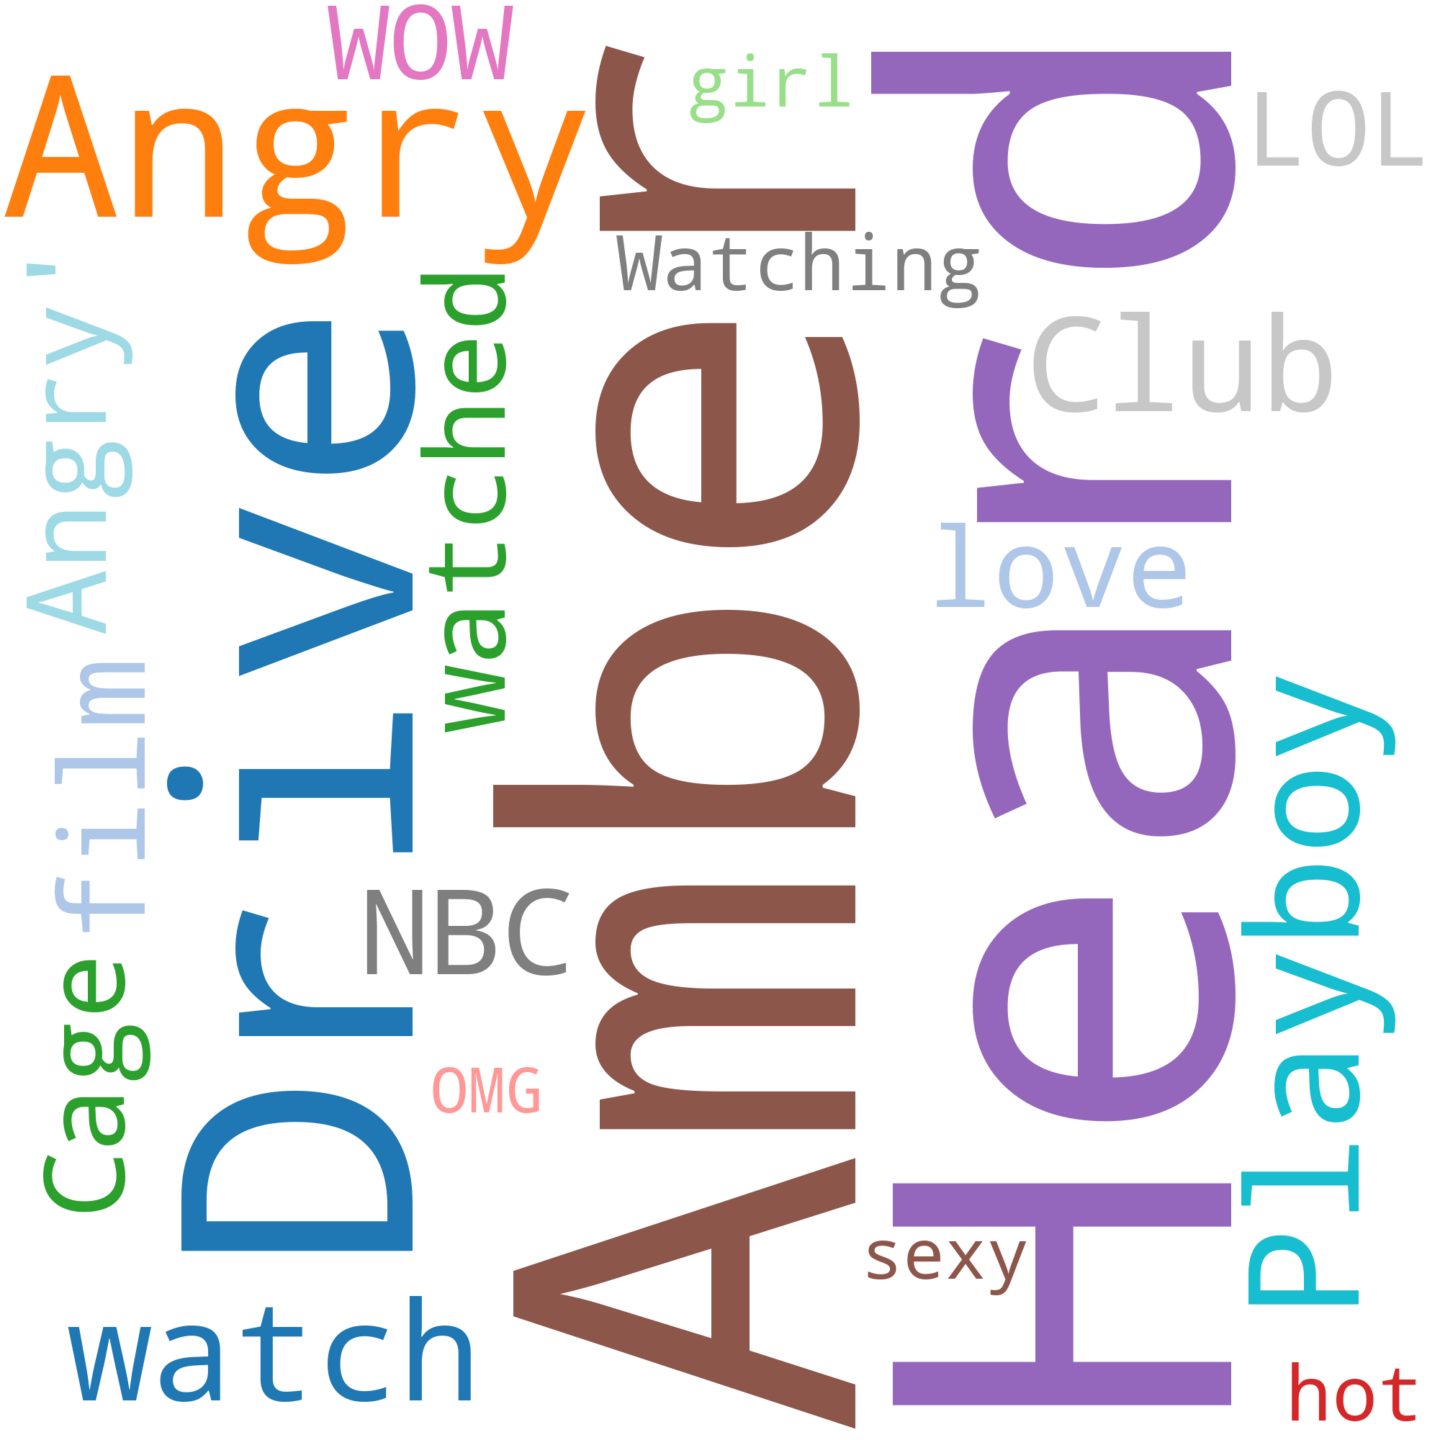 WOW
girl
LOL
Angry
Watching
Club
Angry'
Drive
watched
Amber
Heard
love
film
Playboy
NBC
Cage
OMG
sexy
watch
hot